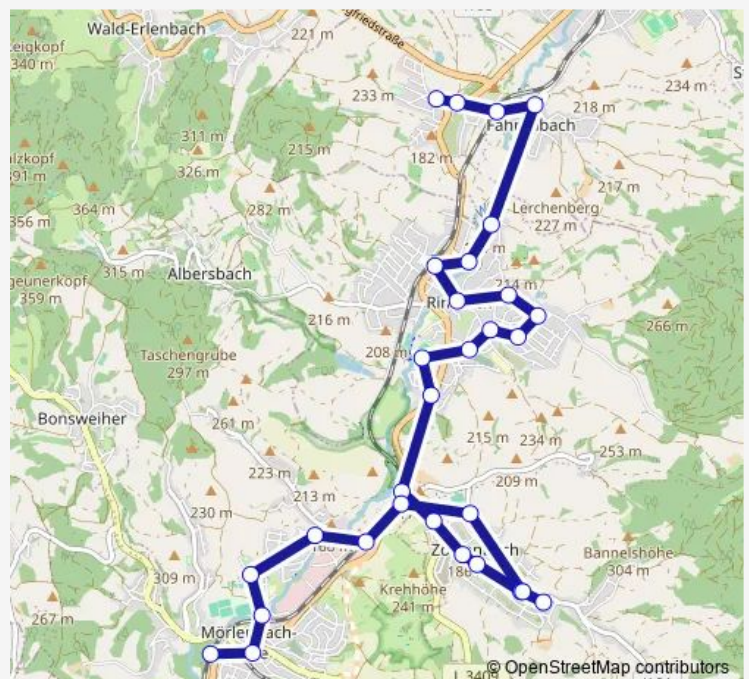 Wald-Erlenbach
221 m
340 m
233 m
234 m
218 m
311 m
215 m
182 m
326 m
217 m
364 m
282 m
Lerchenberg
227 m
356 m
315 m
Albersbach
359 m
216 m
214 m
266 m
208 m
Taschengrube
297 m
Bonsweiher
261 m
215 m
234 m
253 m
223 m
209 m
213 m
230 m
Bannelshöhe
304 m
309 m
Krehhöhe
241 m
267 m
L 3409
© OpenStreetMap contributors